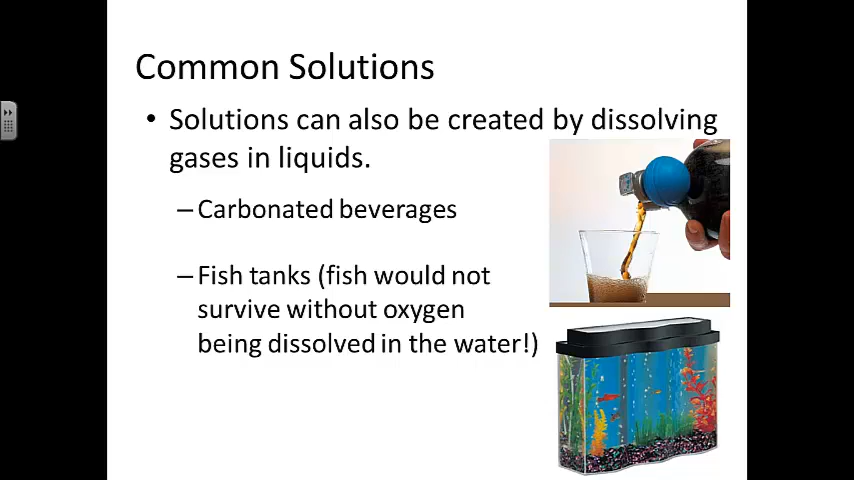 Common Solutions
• Solutions can also be created by dissolving
gases in liquids.
–Carbonated beverages
–Fish tanks (fish would not
survive without oxygen
being dissolved in the water!)